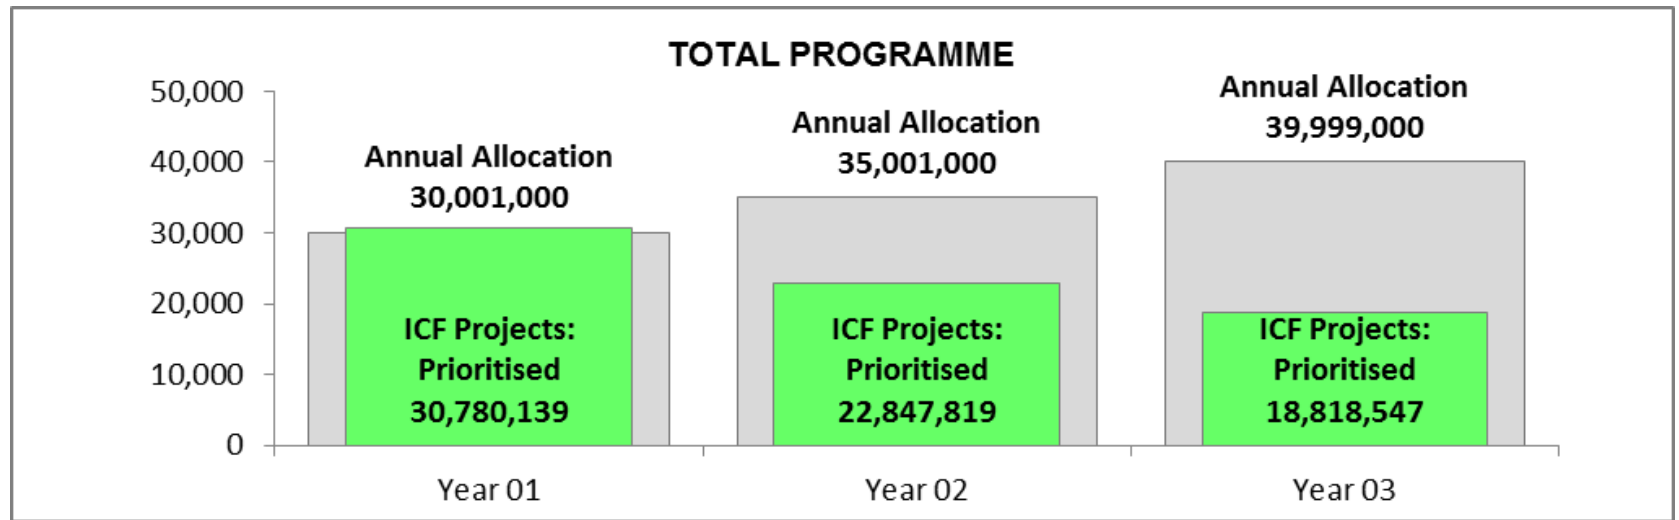 TOTAL PROGRAMME
50,000
40,000
30,000
20,000
10,000
0
Annual Allocation
30,001,000
ICF Projects:
Prioritised
30,780,139
Annual Allocation
35,001,000
ICF Projects:
Prioritised
22,847,819
Annual Allocation
39,999,000
ICF Projects:
Prioritised
18,818,547
Year 01
Year 02
Year 03